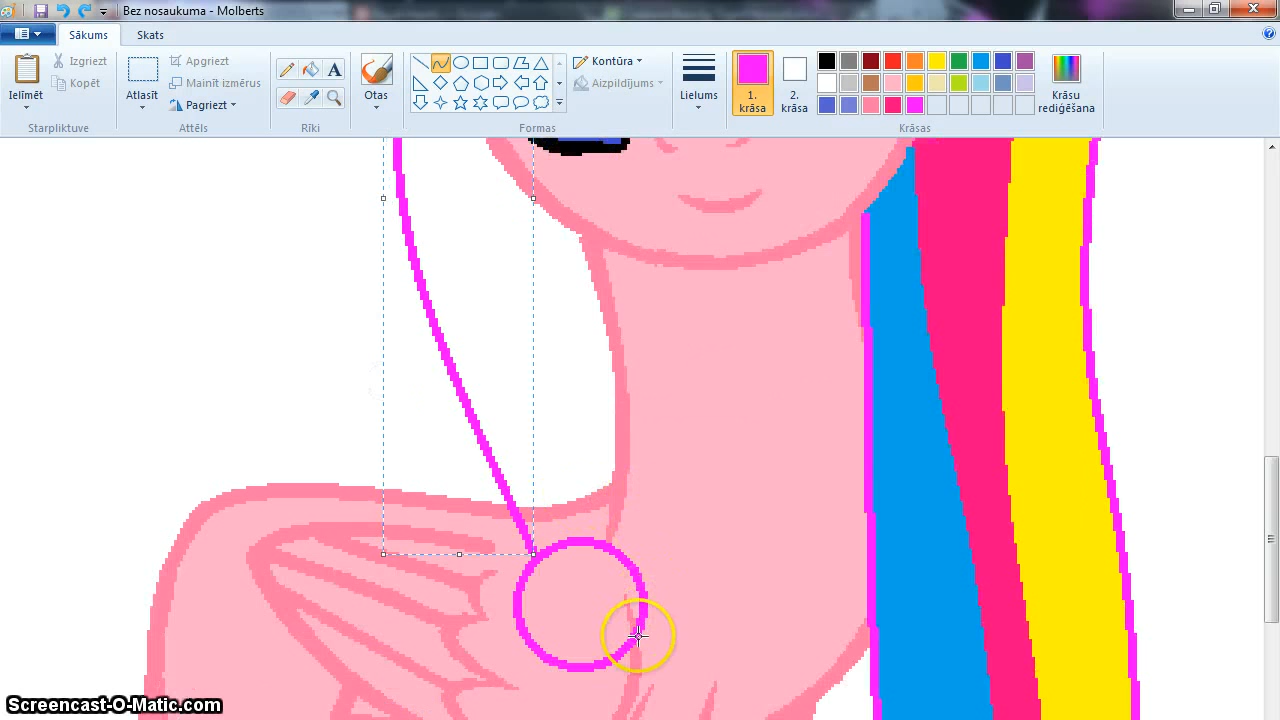 Bez nosaukuma - Molberts
Sākums Skats
Ielīmēt
Izgriezt
Kopēt
Starpliktuve
Atlasīt
Apgriezt
Mainīt izmērus
Pagriezt
Attēls
Rīki
Otas
Formas
Kontūra
Aizpildījums
Lielums
1.
krāsa
2.
krāsa
Krāsas
Krāsu
rediģēšana
Screencast-O-Matic.com